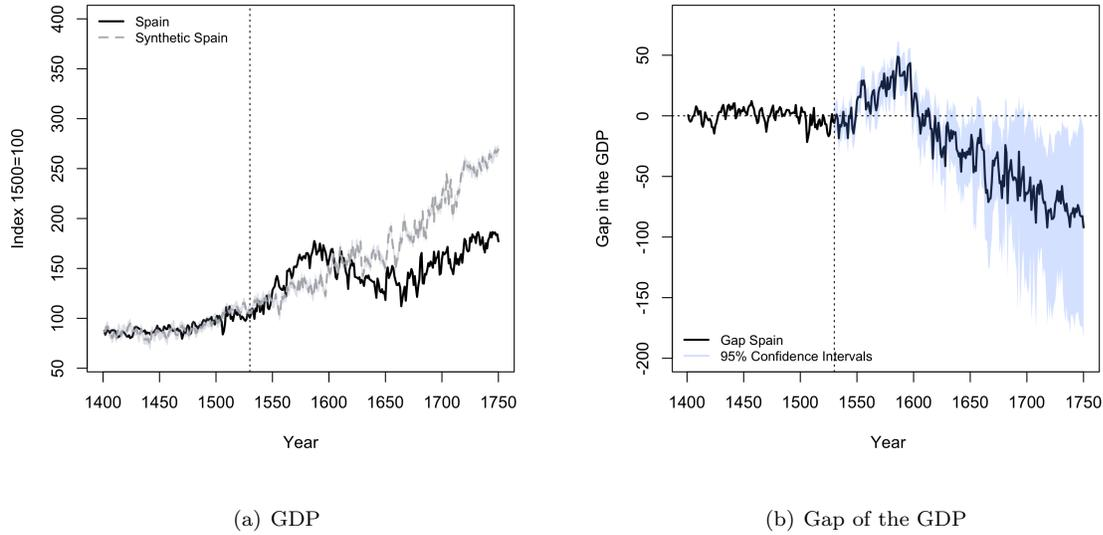 Spain
Synthetic Spain
Index 1500=100
400
350
300
250
200
150
100
50
1400 1450 1500 1550 1600 1650 1700 1750
Year
(a) GDP
Gap in the GDP
50
0
-50
-100
-150
-200
Gap Spain
95% Confidence Intervals
1400 1450 1500 1550 1600 1650 1700 1750
Year
(b) Gap of the GDP